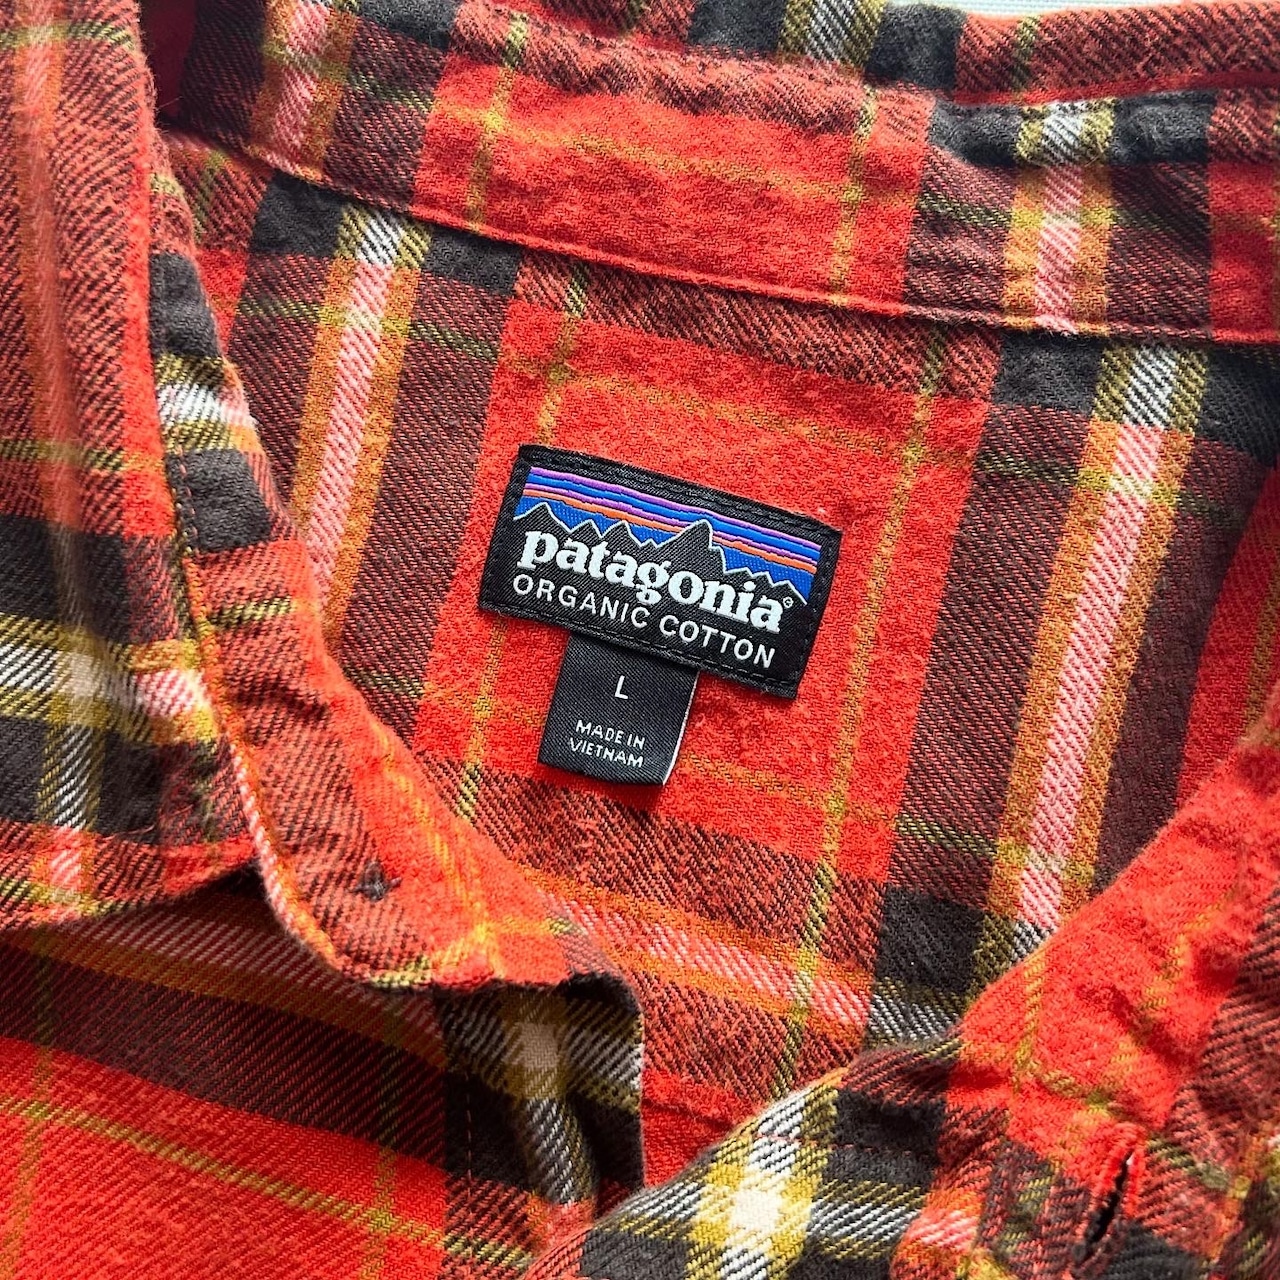 patagonia®
ORGANIC COTTON
L
MADE IN
VIETNAM